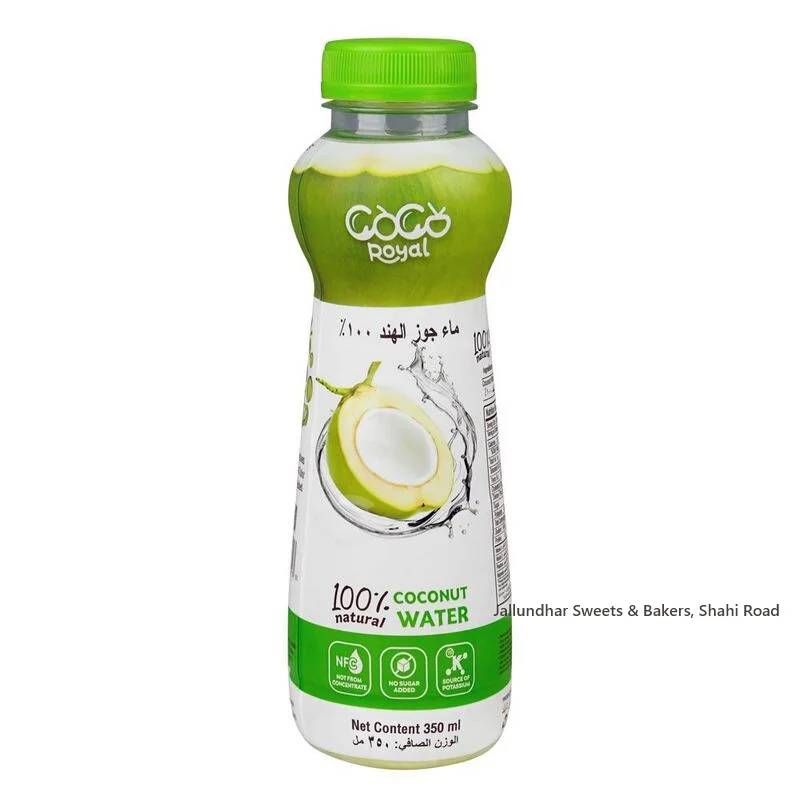 CoCo
Royal
ماء جوز الهند ١٠٠٪
100%
natural
100% natural
COCONUT
WATER
Jallundhar Sweets & Bakers, Shahi Road
NFC
NOT FROM
CONCENTRATE
NO SUGAR
ADDED
K
SOURCE OF
POTASSIUM
Net Content 350 ml
الوزن الصافي: ٣٥٠ مل